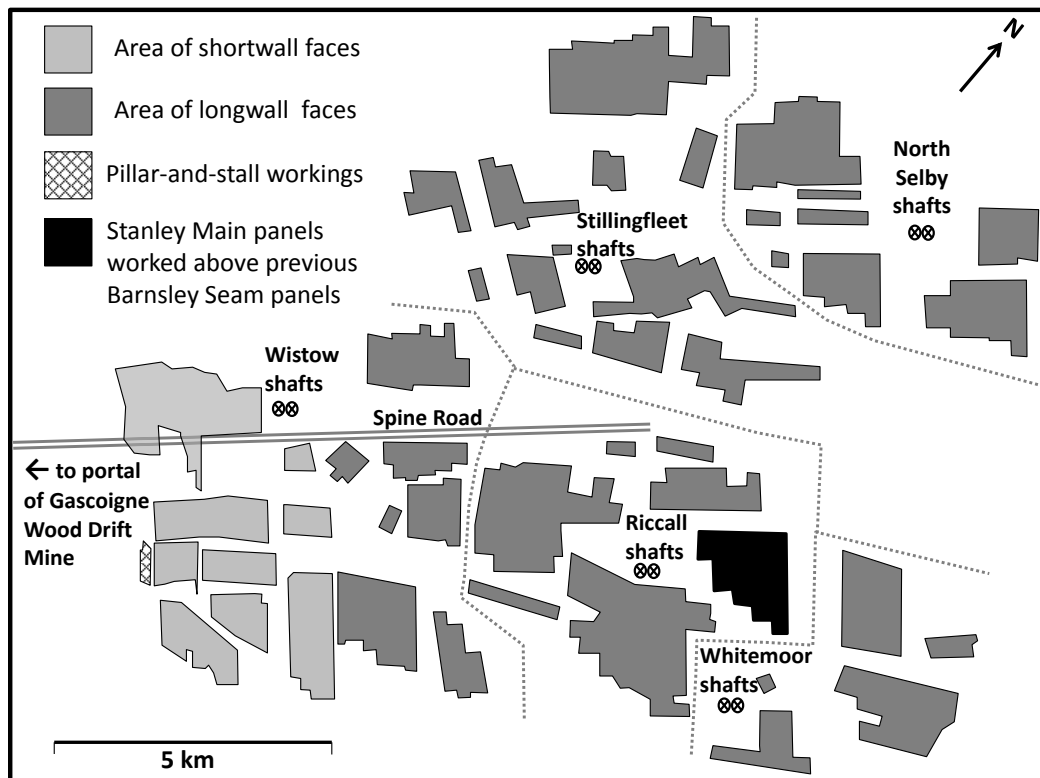 Area of shortwall faces
Area of longwall  faces
Pillar-and-stall workings
Stanley Main panels
worked above previous
Barnsley Seam panels
N
North
Selby
shafts
Stillingfleet
shafts
Wistow
shafts
Spine Road
← to portal
of Gascoigne
Wood Drift
Mine
Riccall
shafts
Whitemoor
shafts
5 km